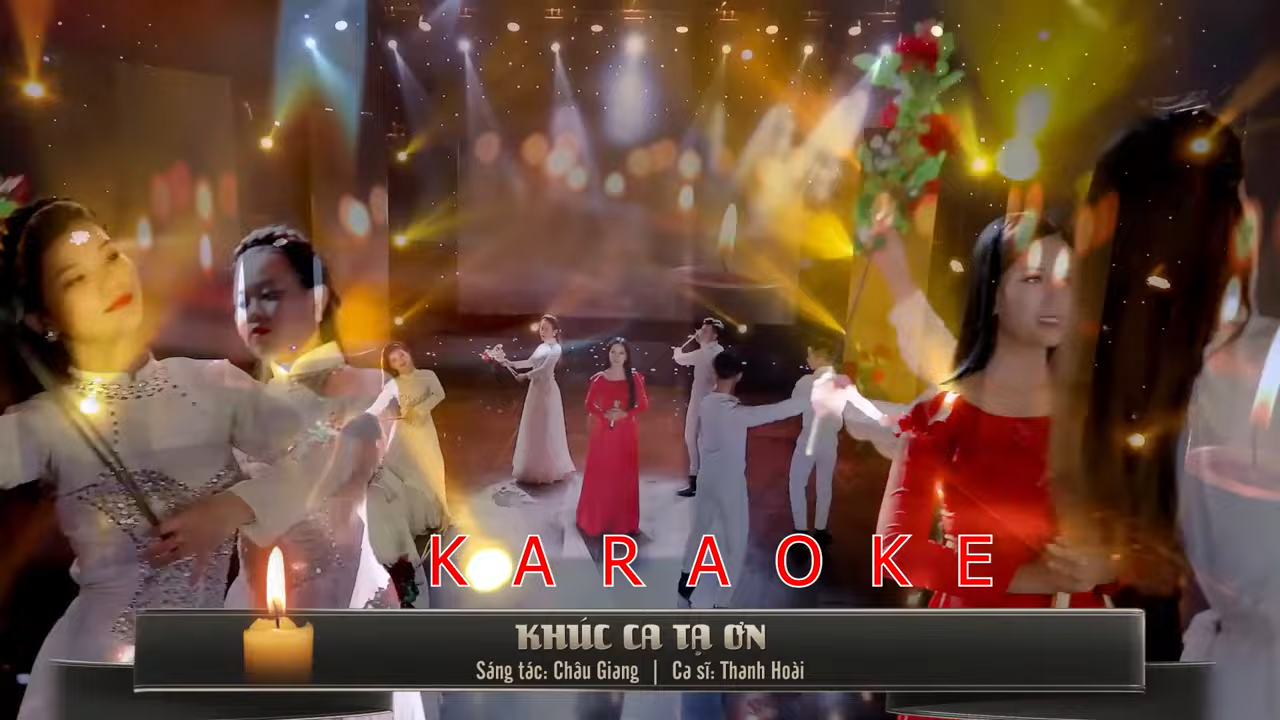 KARAOKE
KHÚC CA TẠ ƠN
Sáng tác: Châu Giang | Ca sĩ: Thanh Hoài